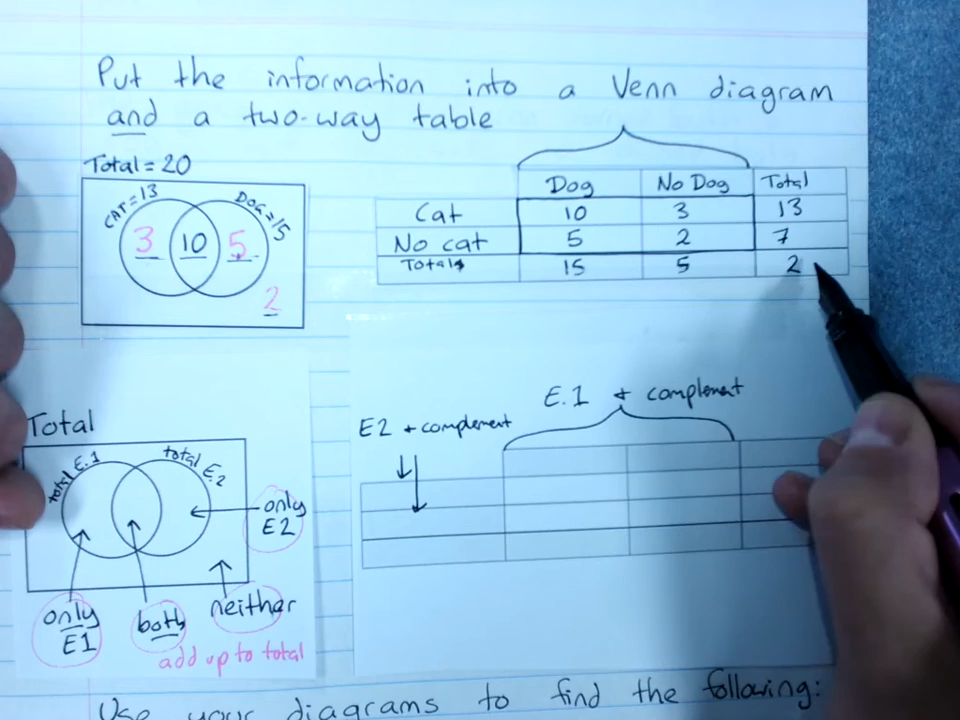 Put the information into a Venn diagram
and a two-way table
Total = 20
CAT = 13
DOG = 15
3 10 5
2
Dog No Dog Total
Cat 10 3 13
No cat 5 2 7
Totals 15 5 2
Total
total E.1
total E.2
only
E2
only
E1
both
neither
add up to total
E.1 + complement
E2 + complement
Use your diagrams to find the following: